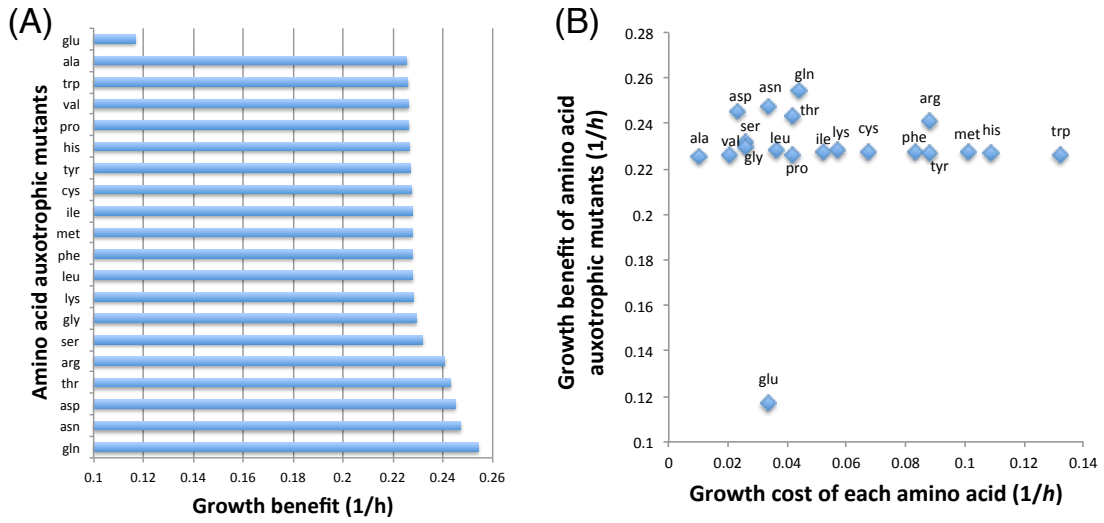 (A)
Amino acid auxotrophic mutants
glu
ala
trp
val
pro
his
tyr
cys
ile
met
phe
leu
lys
gly
ser
arg
thr
asp
asn
gln
0.1 0.12 0.14 0.16 0.18 0.2 0.22 0.24 0.26
Growth benefit (1/h)
(B)
Growth benefit of amino acid
auxotrophic mutants (1/h)
0.28
0.26
0.24
0.22
0.2
0.18
0.16
0.14
0.12
0.1
gln
asp asn arg
thr
ser
ala val leu ile lys cys phe met his trp
gly pro tyr
glu
0 0.02 0.04 0.06 0.08 0.1 0.12 0.14
Growth cost of each amino acid (1/h)